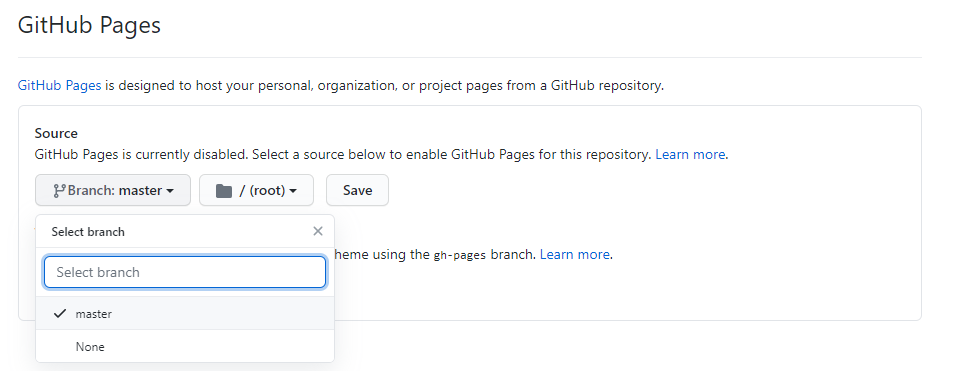 GitHub Pages
GitHub Pages is designed to host your personal, organization, or project pages from a GitHub repository.
Source
GitHub Pages is currently disabled. Select a source below to enable GitHub Pages for this repository. Learn more.
Branch: master / (root) Save
Select branch
heme using the gh-pages branch. Learn more.
Select branch
master
None